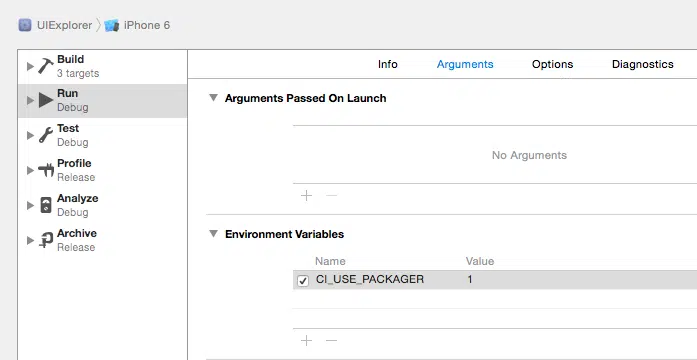 UIExplorer iPhone 6
Build
3 targets
Run
Debug
Test
Debug
Profile
Release
Analyze
Debug
Archive
Release
Info Arguments Options Diagnostics
Arguments Passed On Launch
No Arguments
Environment Variables
Name Value
CI_USE_PACKAGER 1